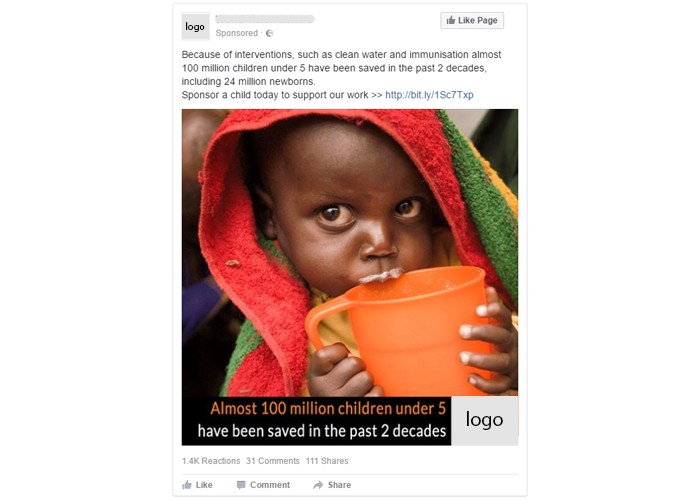 logo
Like Page
Sponsored ·
Because of interventions, such as clean water and immunisation almost
100 million children under 5 have been saved in the past 2 decades,
including 24 million newborns.
Sponsor a child today to support our work >> http://bit.ly/1Sc7Txp
Almost 100 million children under 5
have been saved in the past 2 decades
logo
1.4K Reactions 31 Comments 111 Shares
Like Comment Share